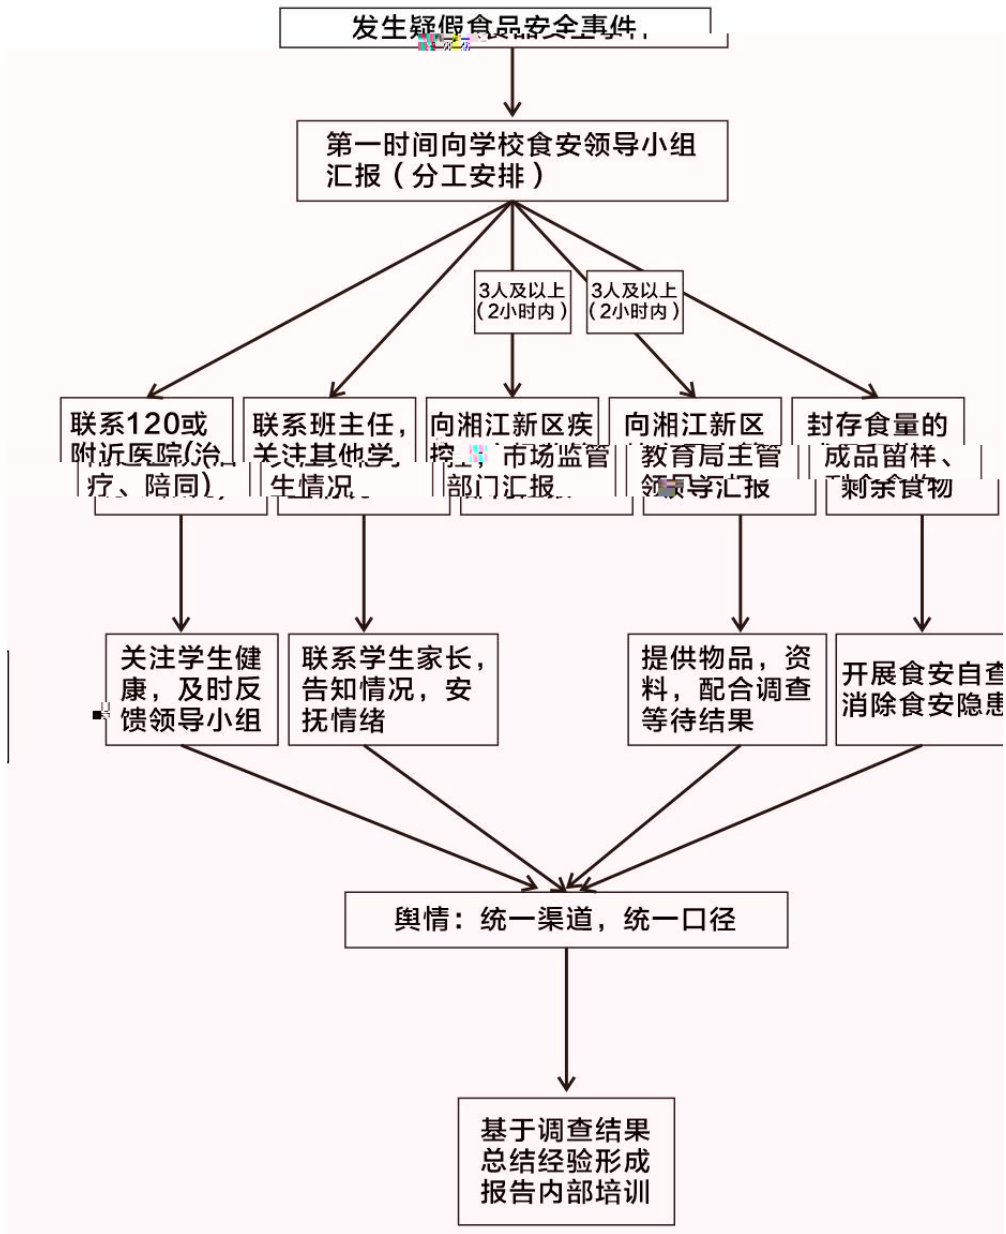 发生疑假食品安全事件
第一时间向学校食安领导小组
汇报（分工安排）
3人及以上
（2小时内）
3人及以上
（2小时内）
联系120或
附近医院(治
疗、陪同)
联系班主任，
关注其他学
生情况
向湘江新区疾
控 市场监管
部门汇报
向湘江新区
教育局主管
领导汇报
封存食量的
成品留样、
剩余食物
关注学生健
康，及时反
馈领导小组
联系学生家长，
告知情况，安
抚情绪
提供物品，资
料，配合调查
等待结果
开展食安自查
消除食安隐患
舆情：统一渠道，统一口径
基于调查结果
总结经验形成
报告内部培训